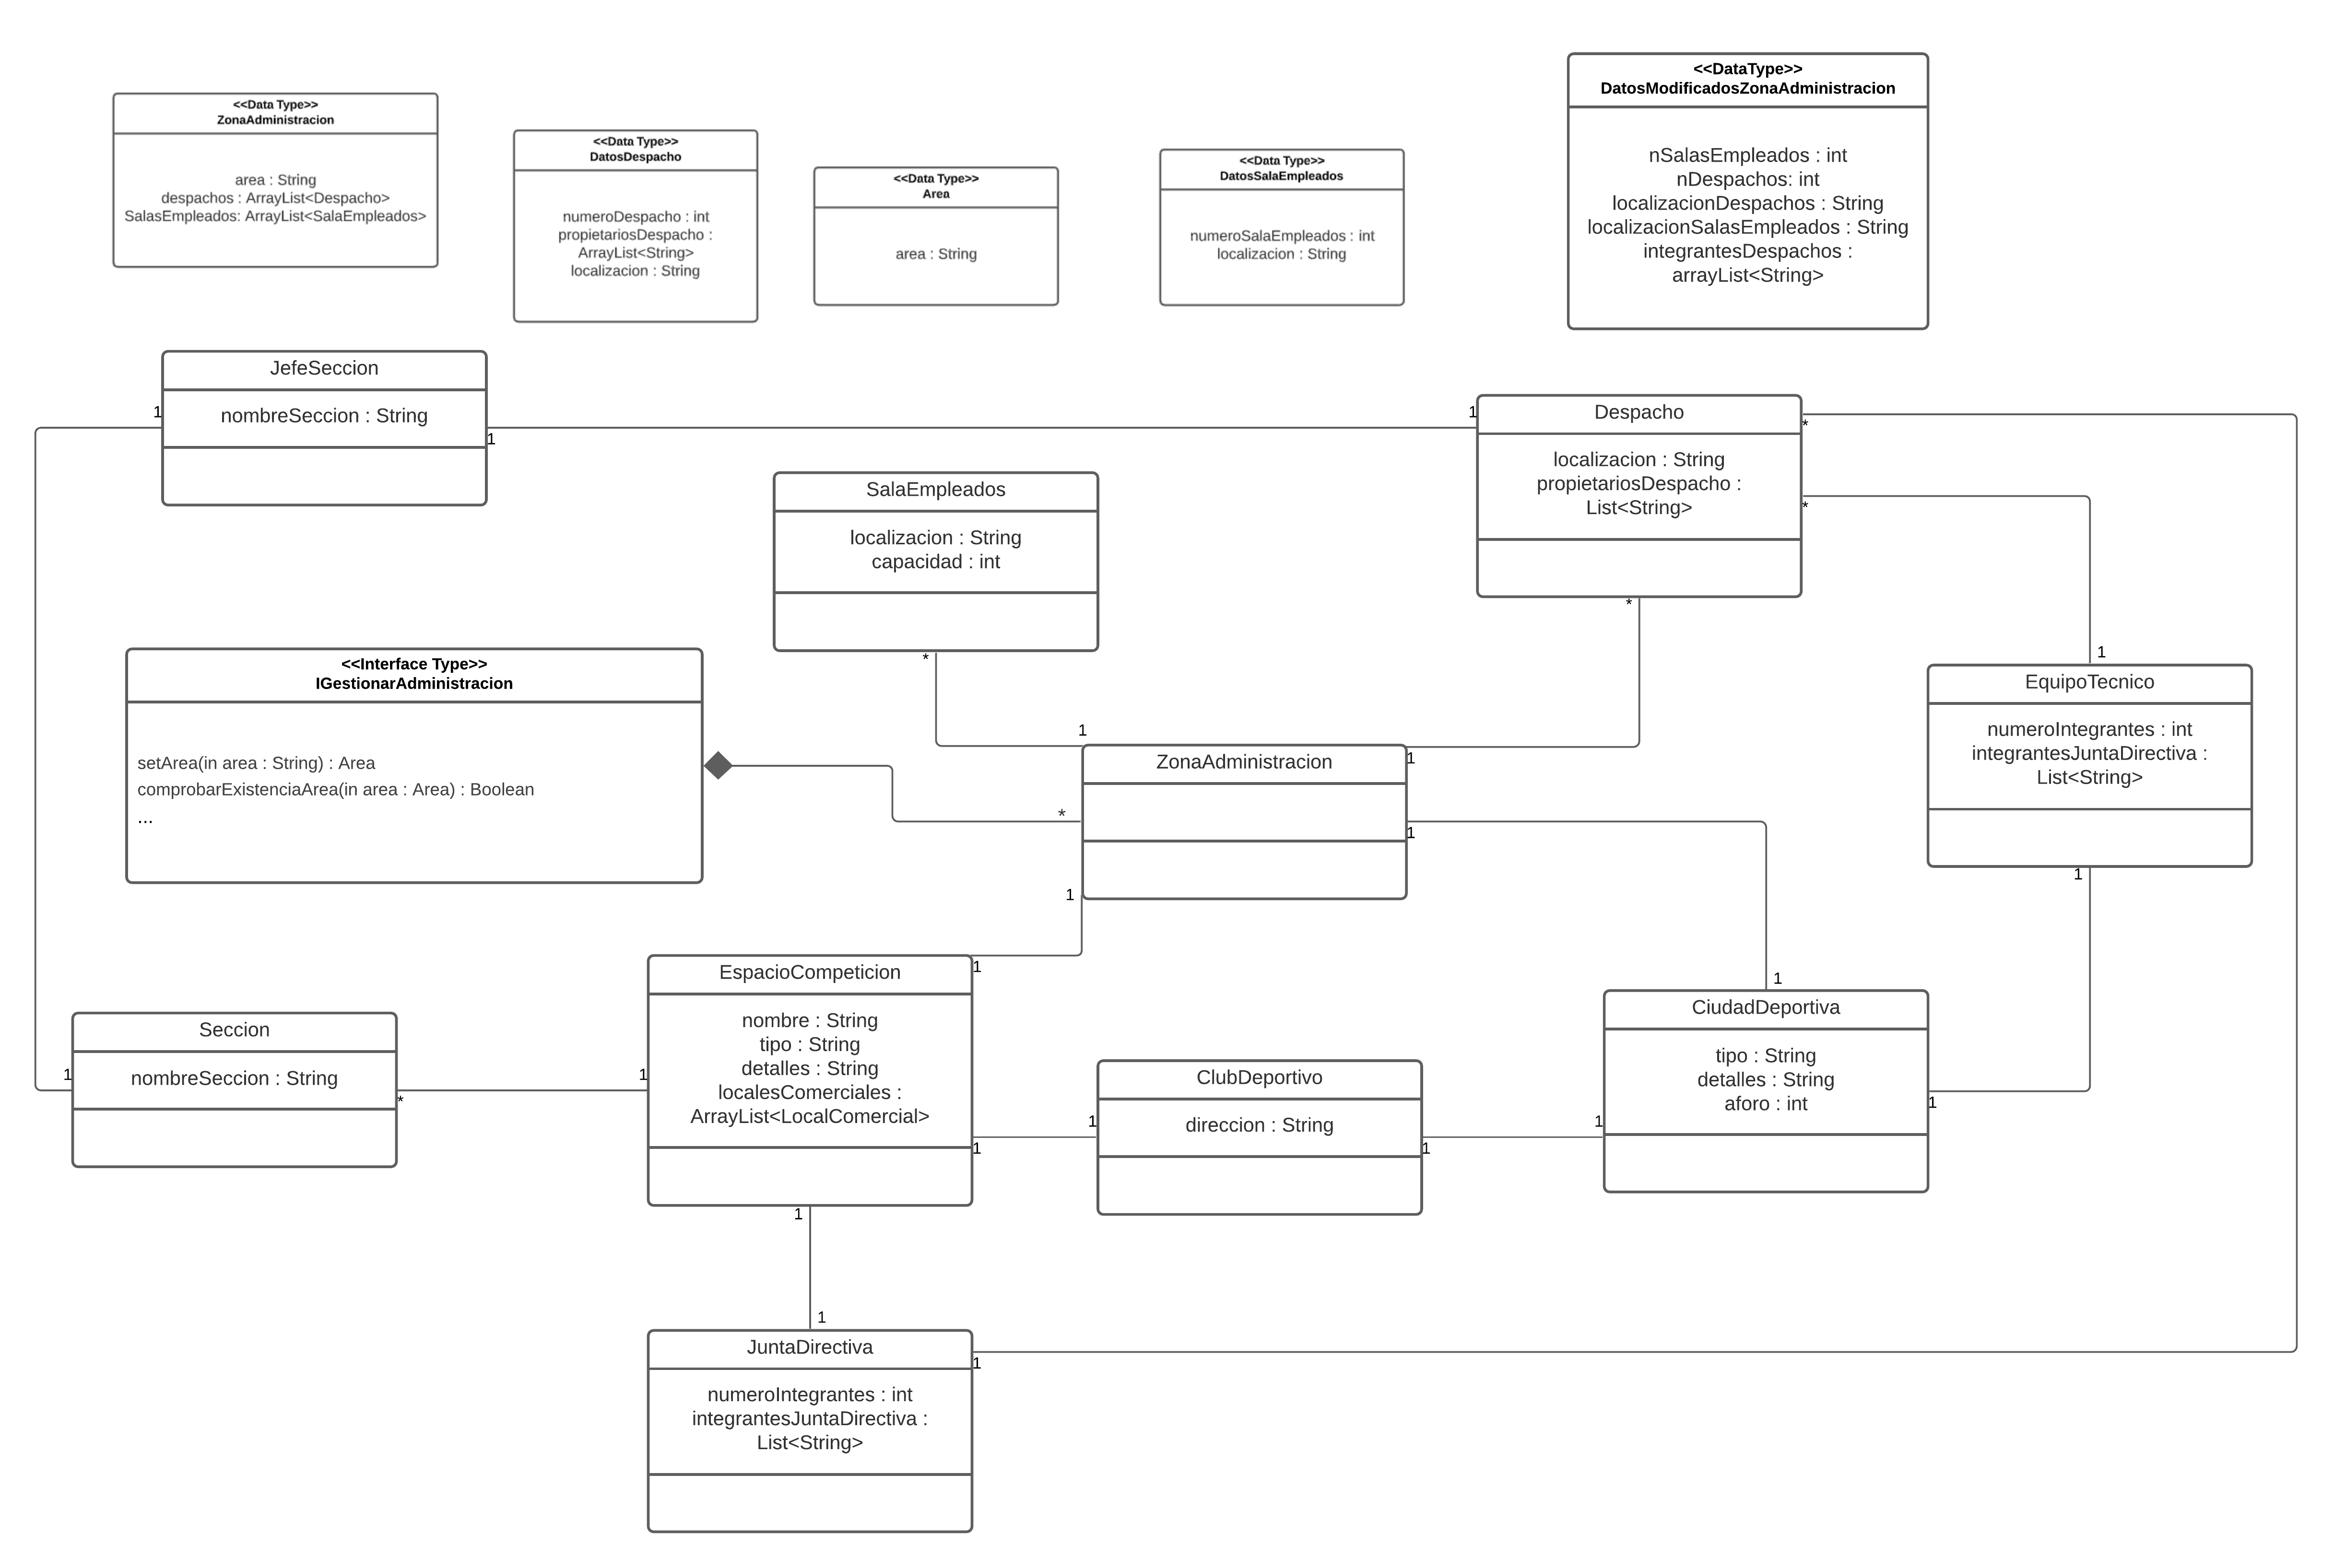 <<Data Type>>
ZonaAdministracion
area : String
despachos : ArrayList<Despacho>
SalasEmpleados: ArrayList<SalaEmpleados>
<<Data Type>>
DatosDespacho
numeroDespacho : int
propietariosDespacho :
ArrayList<String>
localizacion : String
<<Data Type>>
Area
area : String
<<Data Type>>
DatosSalaEmpleados
numeroSalaEmpleados : int
localizacion : String
<<DataType>>
DatosModificadosZonaAdministracion
nSalasEmpleados : int
nDespachos: int
localizacionDespachos : String
localizacionSalasEmpleados : String
integrantesDespachos :
arrayList<String>
JefeSeccion
nombreSeccion : String
1
1
1
Despacho
localizacion : String
propietariosDespacho :
List<String>
*
*
*
SalaEmpleados
localizacion : String
capacidad : int
*
<<Interface Type>>
IGestionarAdministracion
setArea(in area : String) : Area
comprobarExistenciaArea(in area : Area) : Boolean
...
1
ZonaAdministracion
1
*
1
1
1
EquipoTecnico
numeroIntegrantes : int
integrantesJuntaDirectiva :
List<String>
1
EspacioCompeticion
nombre : String
tipo : String
detalles : String
localesComerciales :
ArrayList<LocalComercial>
1
1
1
1
Seccion
nombreSeccion : String
1
*
ClubDeportivo
direccion : String
1
1
1
CiudadDeportiva
tipo : String
detalles : String
aforo : int
1
1
1
JuntaDirectiva
numeroIntegrantes : int
integrantesJuntaDirectiva :
List<String>
1